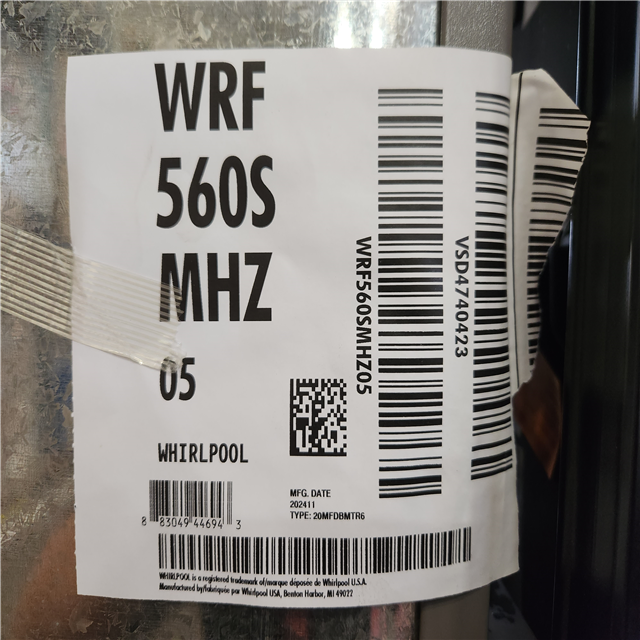 WRF
560S
MHZ
05
WHIRLPOOL
WRF560SMHZ05
VSD4740423
MFG. DATE
202411
TYPE: 20MFDBMTR6
8 83049 44694 3
WHIRLPOOL is a registered trademark of/marque déposée de Whirlpool U.S.A.
Manufactured by/fabriquée par Whirlpool USA, Benton Harbor, MI 49022